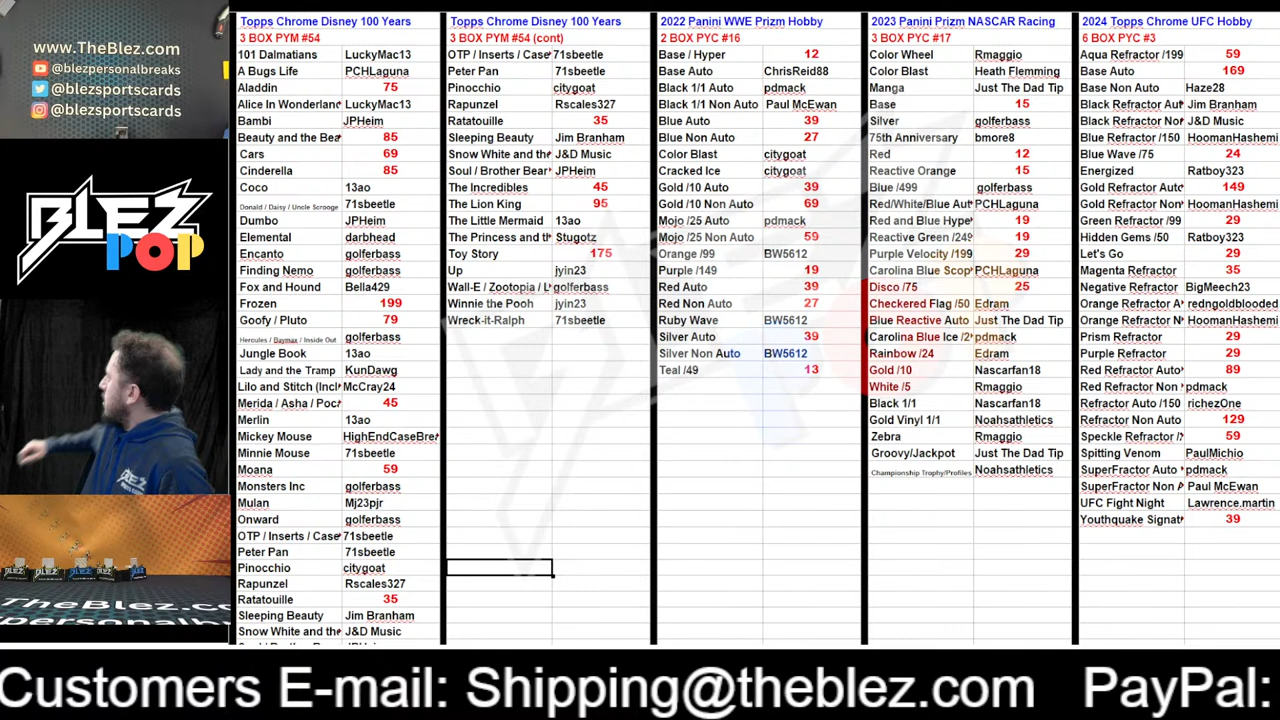 www.TheBlez.com
@blezpersonalbreaks
@blezsportscards
@blezsportscards
BLEZ
POP
TheBlez.co
Topps Chrome Disney 100 Years
3 BOX PYM #54
101 Dalmatians LuckyMac13
A Bugs Life PCHLaguna
Aladdin 75
Alice In Wonderlan LuckyMac13
Bambi JPHeim
Beauty and the Bea 85
Cars 69
Cinderella 85
Coco 13ao
Donald / Daisy / Uncle Scrooge 71sbeetle
Dumbo JPHeim
Elemental darbhead
Encanto golferbass
Finding Nemo golferbass
Fox and Hound Bella429
Frozen 199
Goofy / Pluto 79
Hercules / Baymax / Inside Out golferbass
Jungle Book 13ao
Lady and the Tramp KunDawg
Lilo and Stitch (Incl McCray24
Merida / Asha / Poc 45
Merlin 13ao
Mickey Mouse HighEndCaseBre
Minnie Mouse 71sbeetle
Moana 59
Monsters Inc golferbass
Mulan Mj23pjr
Onward golferbass
OTP / Inserts / Case 71sbeetle
Peter Pan 71sbeetle
Pinocchio citygoat
Rapunzel Rscales327
Ratatouille 35
Sleeping Beauty Jim Branham
Snow White and the J&D Music
Topps Chrome Disney 100 Years
3 BOX PYM #54 (cont)
OTP / Inserts / Case 71sbeetle
Peter Pan 71sbeetle
Pinocchio citygoat
Rapunzel Rscales327
Ratatouille 35
Sleeping Beauty Jim Branham
Snow White and the J&D Music
Soul / Brother Bear JPHeim
The Incredibles 45
The Lion King 95
The Little Mermaid 13ao
The Princess and th Stugotz
Toy Story 175
Up jyin23
Wall-E / Zootopia / L golferbass
Winnie the Pooh jyin23
Wreck-it-Ralph 71sbeetle
2022 Panini WWE Prizm Hobby
2 BOX PYC #16
Base / Hyper 12
Base Auto ChrisReid88
Black 1/1 Auto pdmack
Black 1/1 Non Auto Paul McEwan
Blue Auto 39
Blue Non Auto 27
Color Blast citygoat
Cracked Ice citygoat
Gold /10 Auto 39
Gold /10 Non Auto 69
Mojo /25 Auto pdmack
Mojo /25 Non Auto 59
Orange /99 BW5612
Purple /149 19
Red Auto 39
Red Non Auto 27
Ruby Wave BW5612
Silver Auto 39
Silver Non Auto BW5612
Teal /49 13
2023 Panini Prizm NASCAR Racing
3 BOX PYC #17
Color Wheel Rmaggio
Color Blast Heath Flemming
Manga Just The Dad Tip
Base 15
Silver golferbass
75th Anniversary bmore8
Red 12
Reactive Orange 15
Blue /499 golferbass
Red/White/Blue Aut PCHLaguna
Red and Blue Hype 19
Reactive Green /249 19
Purple Velocity /199 29
Carolina Blue Scop PCHLaguna
Disco /75 25
Checkered Flag /50 Edram
Blue Reactive Auto Just The Dad Tip
Carolina Blue Ice /2 pdmack
Rainbow /24 Edram
Gold /10 Nascarfan18
White /5 Rmaggio
Black 1/1 Nascarfan18
Gold Vinyl 1/1 Noahsathletics
Zebra Rmaggio
Groovy/Jackpot Just The Dad Tip
Championship Trophy/Profiles Noahsathletics
2024 Topps Chrome UFC Hobby
6 BOX PYC #3
Aqua Refractor /199 59
Base Auto 169
Base Non Auto Haze28
Black Refractor Aut Jim Branham
Black Refractor Nor J&D Music
Blue Refractor /150 HoomanHashemi
Blue Wave /75 24
Energized Ratboy323
Gold Refractor Aut 149
Gold Refractor Non HoomanHashemi
Green Refractor /99 29
Hidden Gems /50 Ratboy323
Let's Go 29
Magenta Refractor 35
Negative Refractor BigMeech23
Orange Refractor A redngoldblooded
Orange Refractor N HoomanHashemi
Prism Refractor 29
Purple Refractor 29
Red Refractor Auto 89
Red Refractor Non pdmack
Refractor Auto /150 richezOne
Refractor Non Auto 129
Speckle Refractor /2 59
Spitting Venom PaulMichio
SuperFractor Auto pdmack
SuperFractor Non A Paul McEwan
UFC Fight Night Lawrence.martin
Youthquake Signat 39
Customers E-mail: Shipping@theblez.com PayPal: